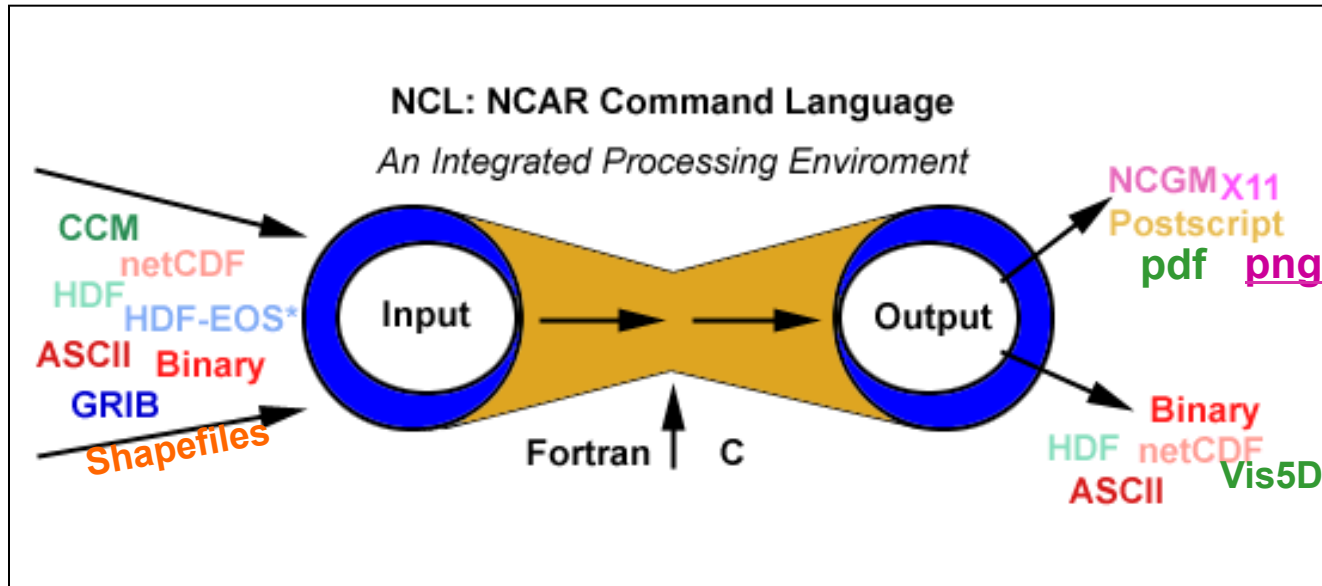 NCL: NCAR Command Language
An Integrated Processing Enviroment
CCM
netCDF
HDF
HDF-EOS*
ASCII Binary
GRIB
Shapefiles
Input
Fortran C
Output
NCGM X11
Postscript
pdf png
Binary
HDF netCDF
Vis5D
ASCII